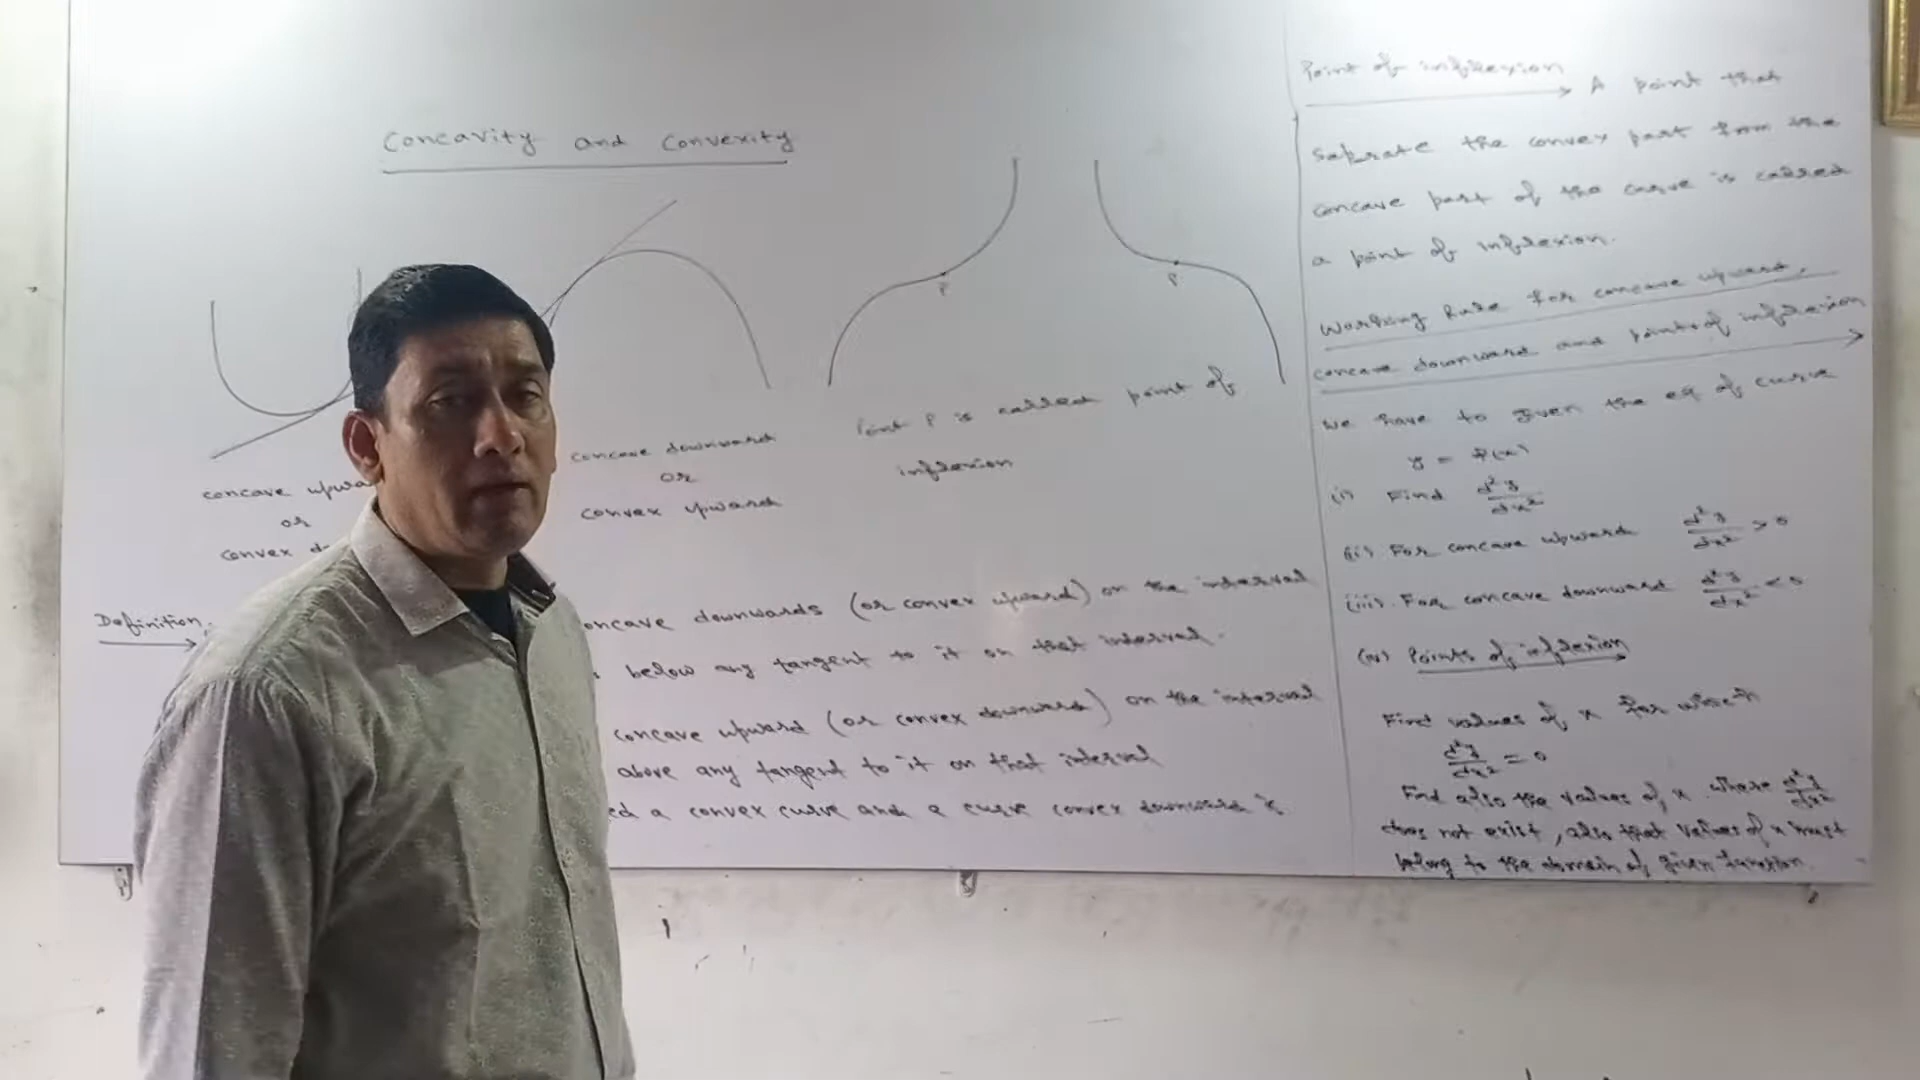 Concavity and Convexity
concave upwa
or
convex d
concave downward
or
convex upward
P
P
Point P is called point of
inflexion
Definition:
oncave downwards (or convex upward) on the interval
below any tangent to it on that interval.
concave upward (or convex downward) on the interval
above any tangent to it on that interval
ed a convex curve and a curve convex downward is
Point of inflexion → A point that
Seprate the convex part from the
concave part of the curve is called
a point of inflexion.
Working Rule for concave upward,
concave downward and points of inflexion
We have to given the eq of curve
y = f(x)
(i) Find d²y/dx²
(ii) For concave upward d²y/dx² > 0
(iii). For concave downward d²y/dx² < 0
(iv) Points of inflexion
Find values of x for which
d²y/dx² = 0
Find also the values of x where d²y/dx²
does not exist, also that values of x must
belong to the domain of given function.